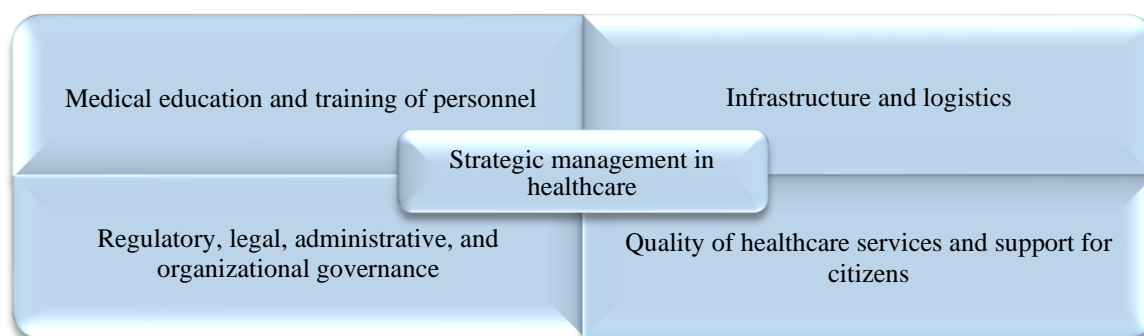 Medical education and training of personnel
Infrastructure and logistics
Strategic management in
healthcare
Regulatory, legal, administrative, and
organizational governance
Quality of healthcare services and support for
citizens